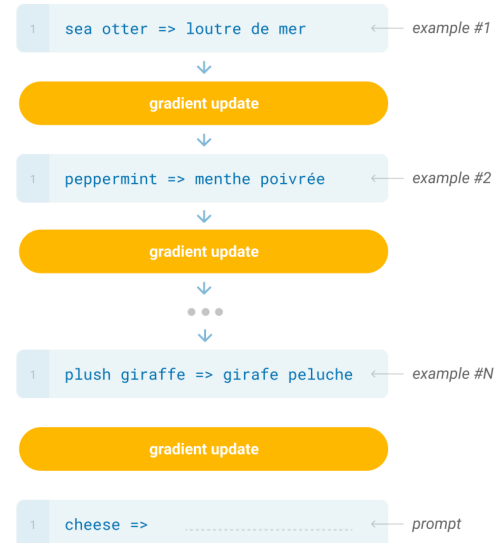 1 sea otter => loutre de mer example #1
gradient update
1 peppermint => menthe poivrée example #2
gradient update
1 plush giraffe => girafe peluche example #N
gradient update
1 cheese => prompt